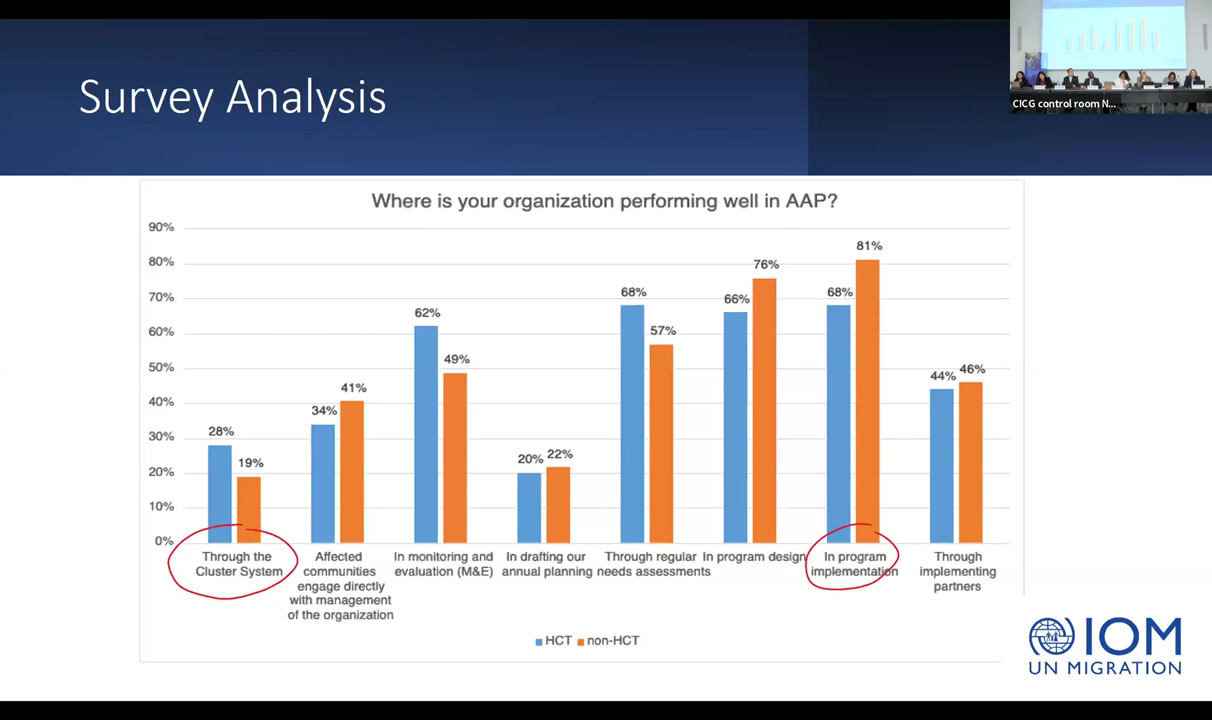 Survey Analysis
CICG control room N...
Where is your organization performing well in AAP?
90%
80%
70%
60%
50%
40%
30%
20%
10%
0%
28%
19%
34%
41%
62%
49%
20%
22%
68%
57%
66%
76%
68%
81%
44%
46%
Through the
Cluster System
Affected
communities
engage directly
with management
of the organization
In monitoring and
evaluation (M&E)
In drafting our
annual planning
Through regular
needs assessments
In program design
In program
implementation
Through
implementing
partners
HCT
non-HCT
IOM
UN MIGRATION